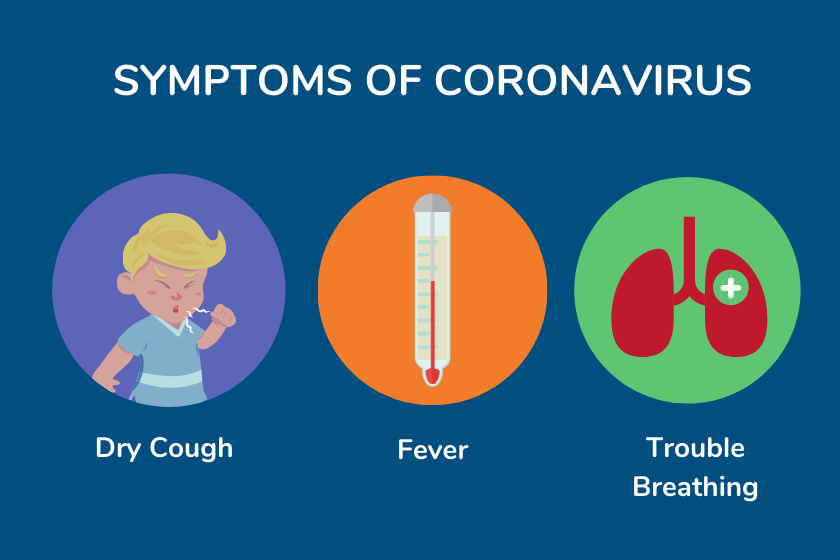 SYMPTOMS OF CORONAVIRUS
Dry Cough
Fever
Trouble
Breathing